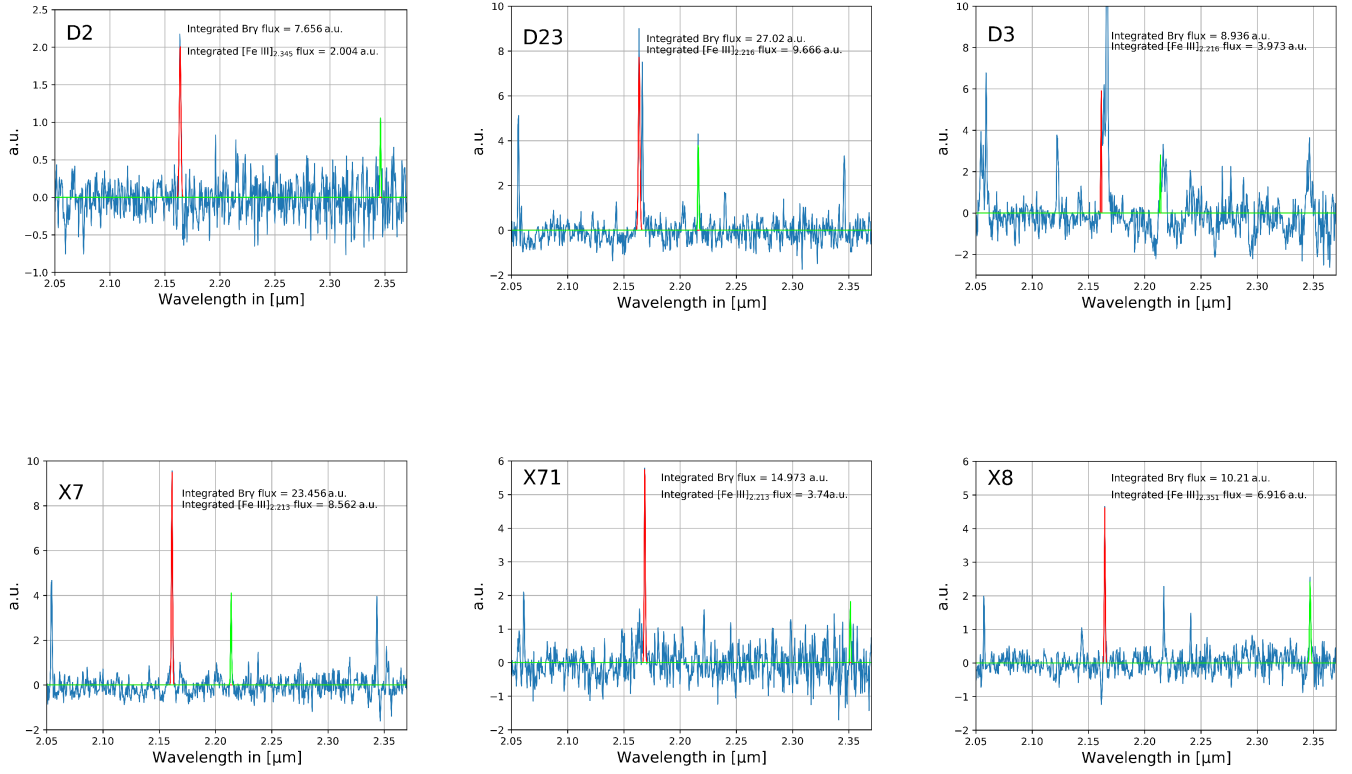 D2
Integrated Brγ flux = 7.656 a.u.
Integrated [Fe III]2.345 flux = 2.004 a.u.
a.u.
2.5
2.0
1.5
1.0
0.5
0.0
−0.5
−1.0
2.05 2.10 2.15 2.20 2.25 2.30 2.35
Wavelength in [μm]
D23
Integrated Brγ flux = 27.02 a.u.
Integrated [Fe III]2.216 flux = 9.666 a.u.
a.u.
10
8
6
4
2
0
−2
2.05 2.10 2.15 2.20 2.25 2.30 2.35
Wavelength in [μm]
D3
Integrated Brγ flux = 8.936 a.u.
Integrated [Fe III]2.216 flux = 3.973 a.u.
a.u.
10
8
6
4
2
0
−2
2.05 2.10 2.15 2.20 2.25 2.30 2.35
Wavelength in [μm]
X7
Integrated Brγ flux = 23.456 a.u.
Integrated [Fe III]2.213 flux = 8.562 a.u.
a.u.
10
8
6
4
2
0
−2
2.05 2.10 2.15 2.20 2.25 2.30 2.35
Wavelength in [μm]
X71
Integrated Brγ flux = 14.973 a.u.
Integrated [Fe III]2.213 flux = 3.74 a.u.
a.u.
6
5
4
3
2
1
0
−1
−2
2.05 2.10 2.15 2.20 2.25 2.30 2.35
Wavelength in [μm]
X8
Integrated Brγ flux = 10.21 a.u.
Integrated [Fe III]2.351 flux = 6.916 a.u.
a.u.
6
5
4
3
2
1
0
−1
−2
2.05 2.10 2.15 2.20 2.25 2.30 2.35
Wavelength in [μm]